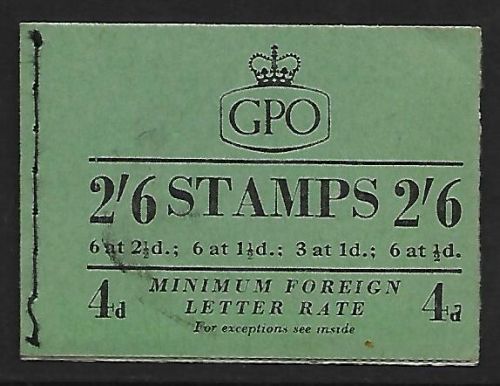 GPO
2'6 STAMPS 2'6
6 at 2½d.; 6 at 1½d.; 3 at 1d.; 6 at ½d.
4d MINIMUM FOREIGN 4d
LETTER RATE
For exceptions see inside